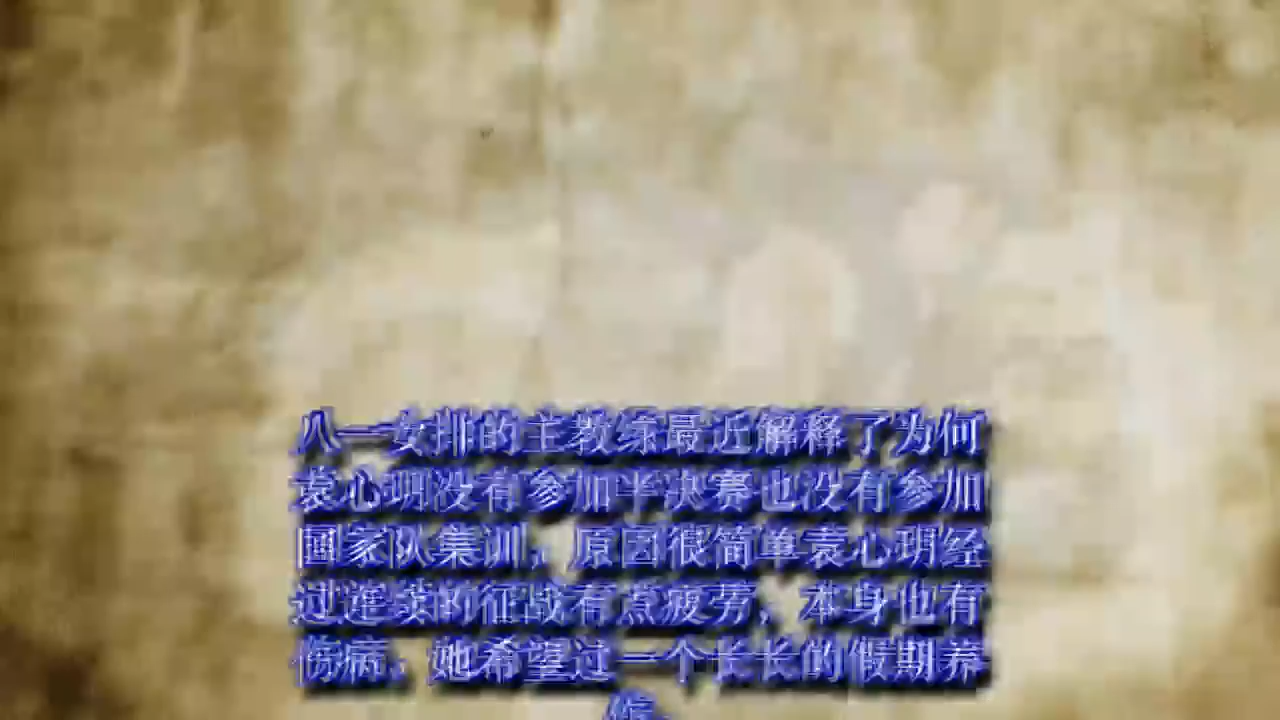 八一女排的主教练最近解释了为何
袁心玥没有参加半决赛也没有参加
国家队集训，原因很简单袁心玥经
过连续的征战有点疲劳，本身也有
伤病，她希望过一个长长的假期养
伤